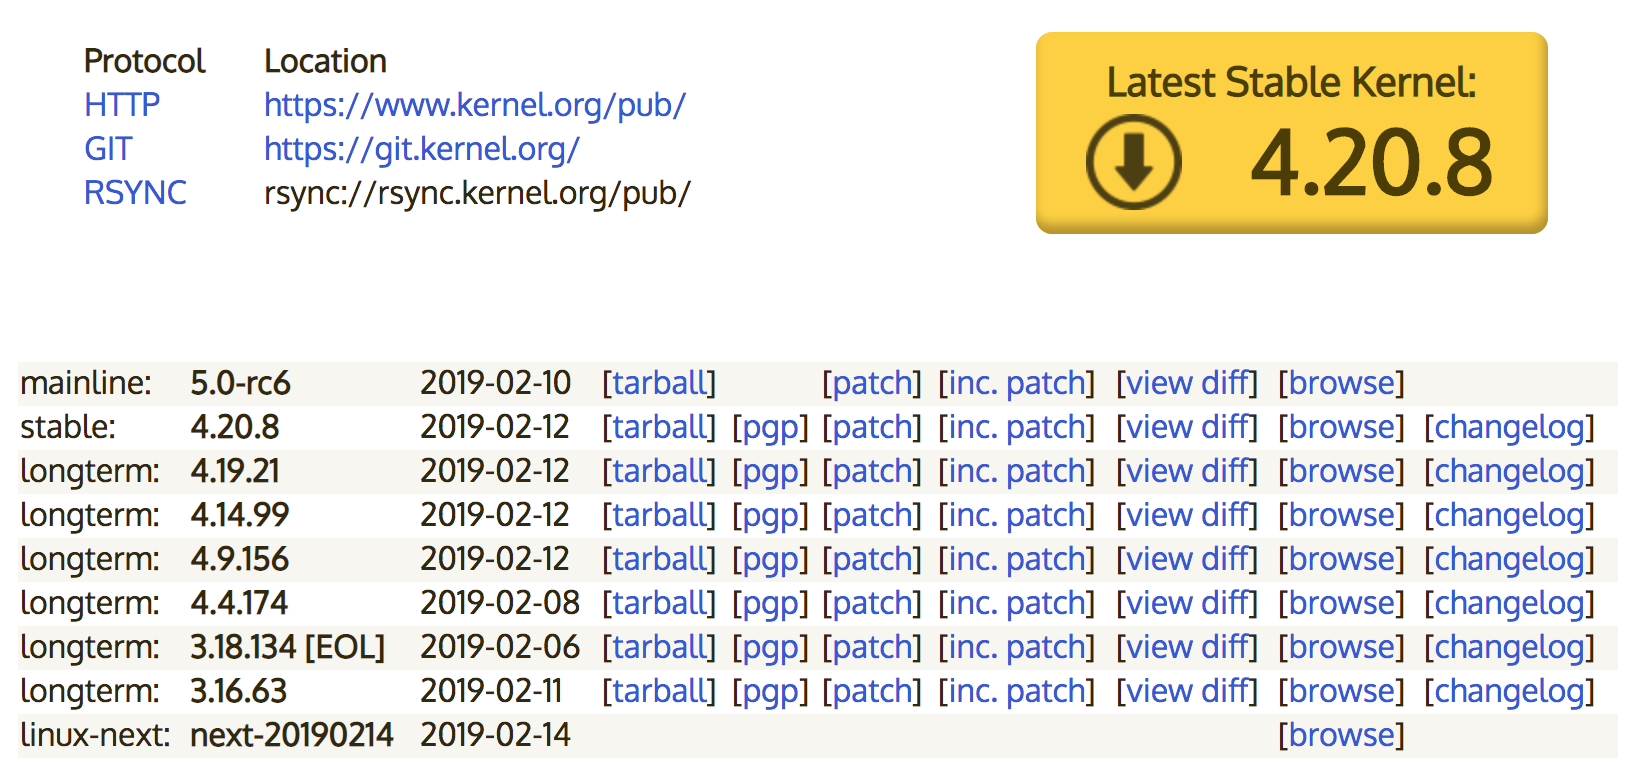 Protocol Location
HTTP https://www.kernel.org/pub/
GIT https://git.kernel.org/
RSYNC rsync://rsync.kernel.org/pub/
Latest Stable Kernel:
4.20.8
mainline: 5.0-rc6 2019-02-10 [tarball] [patch] [inc. patch] [view diff] [browse]
stable: 4.20.8 2019-02-12 [tarball] [pgp] [patch] [inc. patch] [view diff] [browse] [changelog]
longterm: 4.19.21 2019-02-12 [tarball] [pgp] [patch] [inc. patch] [view diff] [browse] [changelog]
longterm: 4.14.99 2019-02-12 [tarball] [pgp] [patch] [inc. patch] [view diff] [browse] [changelog]
longterm: 4.9.156 2019-02-12 [tarball] [pgp] [patch] [inc. patch] [view diff] [browse] [changelog]
longterm: 4.4.174 2019-02-08 [tarball] [pgp] [patch] [inc. patch] [view diff] [browse] [changelog]
longterm: 3.18.134 [EOL] 2019-02-06 [tarball] [pgp] [patch] [inc. patch] [view diff] [browse] [changelog]
longterm: 3.16.63 2019-02-11 [tarball] [pgp] [patch] [inc. patch] [view diff] [browse] [changelog]
linux-next: next-20190214 2019-02-14 [browse]